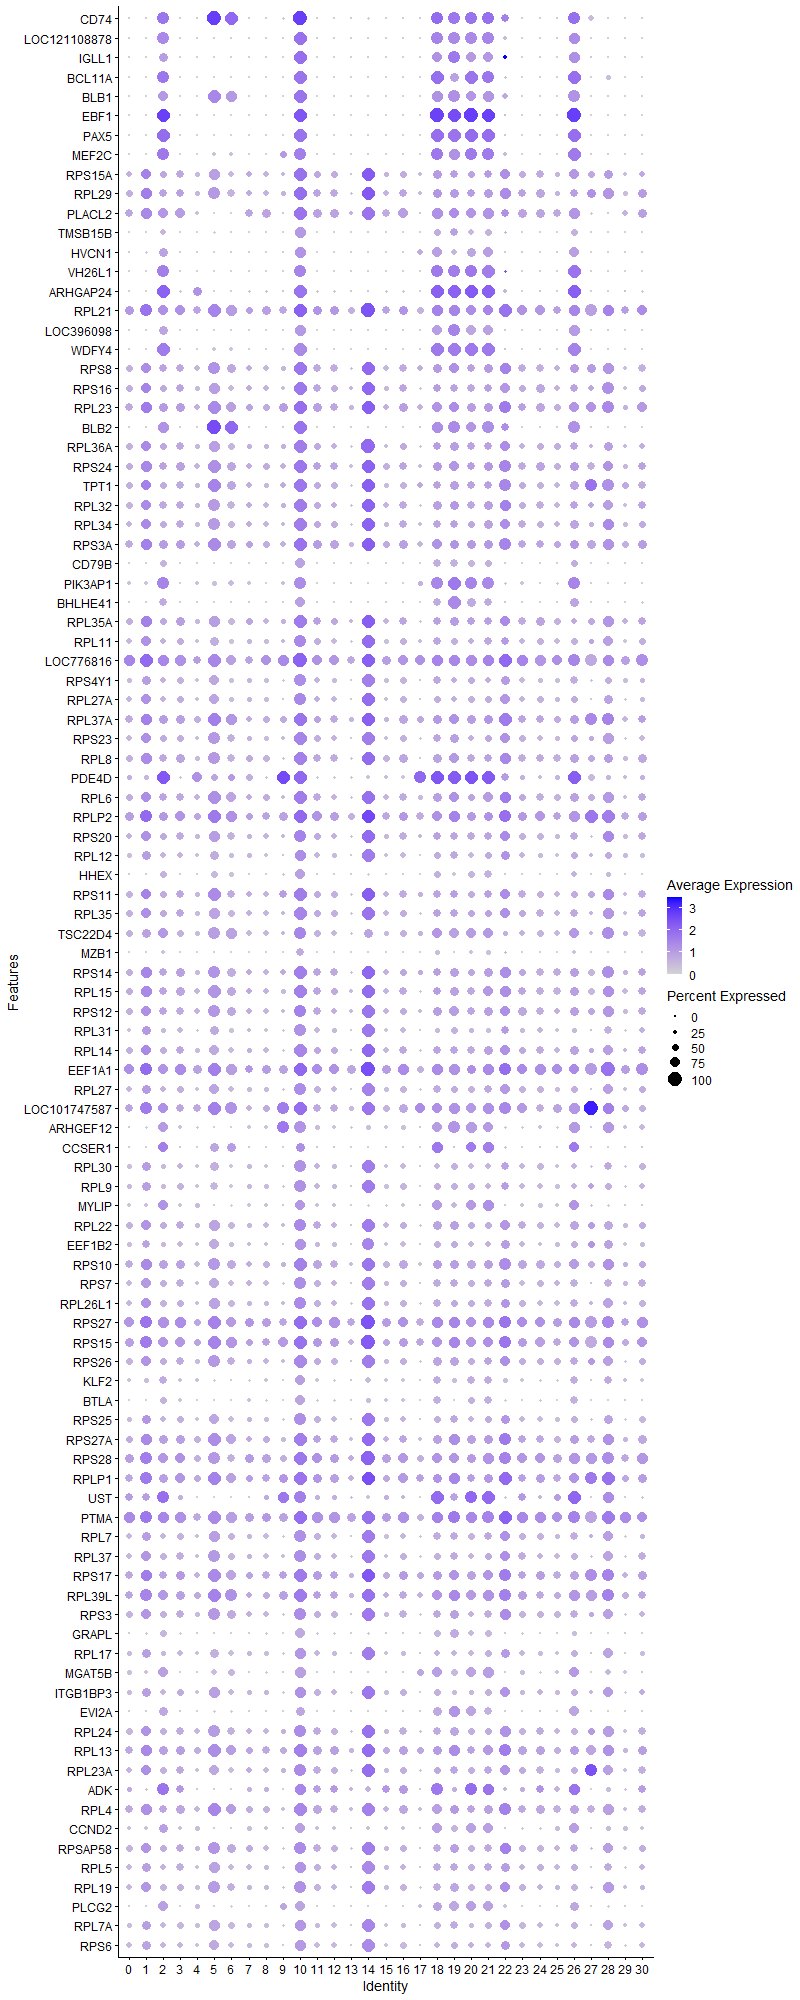 CD74
LOC121108878
IGLL1
BCL11A
BLB1
EBF1
PAX5
MEF2C
RPS15A
RPL29
PLACL2
TMSB15B
HVCN1
VH26L1
ARHGAP24
RPL21
LOC396098
WDFY4
RPS8
RPS16
RPL23
BLB2
RPL36A
RPS24
TPT1
RPL32
RPL34
RPS3A
CD79B
PIK3AP1
BHLHE41
RPL35A
RPL11
LOC776816
RPS4Y1
RPL27A
RPL37A
RPS23
RPL8
PDE4D
RPL6
RPLP2
RPS20
RPL12
HHEX
RPS11
RPL35
TSC22D4
MZB1
RPS14
RPL15
RPS12
RPL31
RPL14
EEF1A1
RPL27
LOC101747587
ARHGEF12
CCSER1
RPL30
RPL9
MYLIP
RPL22
EEF1B2
RPS10
RPS7
RPL26L1
RPS27
RPS15
RPS26
KLF2
BTLA
RPS25
RPS27A
RPS28
RPLP1
UST
PTMA
RPL7
RPL37
RPS17
RPL39L
RPS3
GRAPL
RPL17
MGAT5B
ITGB1BP3
EVI2A
RPL24
RPL13
RPL23A
ADK
RPL4
CCND2
RPSAP58
RPL5
RPL19
PLCG2
RPL7A
RPS6
Features
0 1 2 3 4 5 6 7 8 9 10 11 12 13 14 15 16 17 18 19 20 21 22 23 24 25 26 27 28 29 30
Identity
Average Expression
3
2
1
0
Percent Expressed
0
25
50
75
100